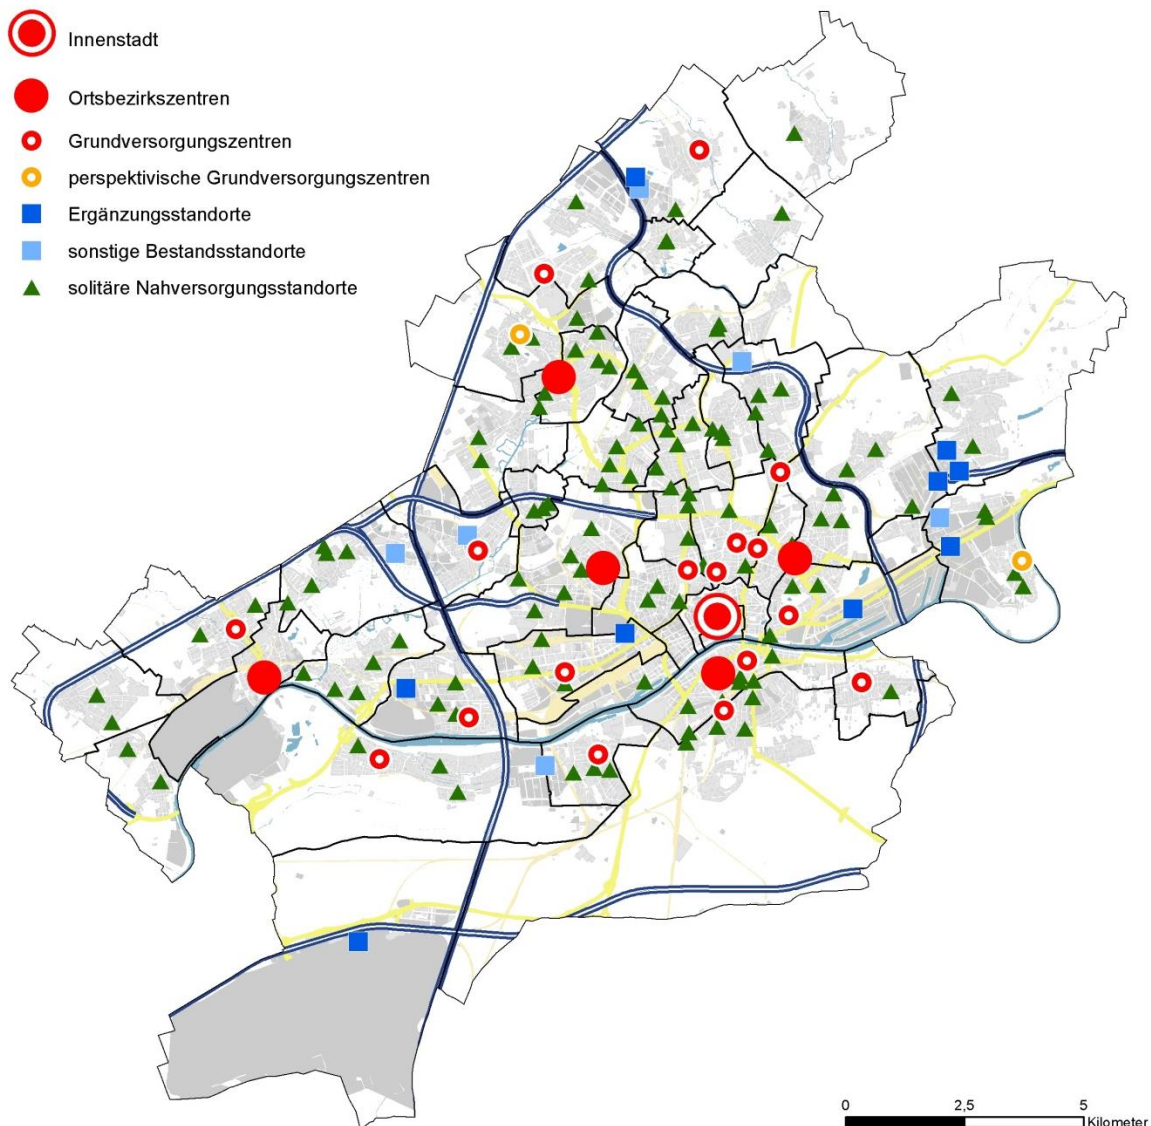 Innenstadt
Ortsbezirkszentren
Grundversorgungszentren
perspektivische Grundversorgungszentren
Ergänzungsstandorte
sonstige Bestandsstandorte
solitäre Nahversorgungsstandorte
0 2,5 5
Kilometer